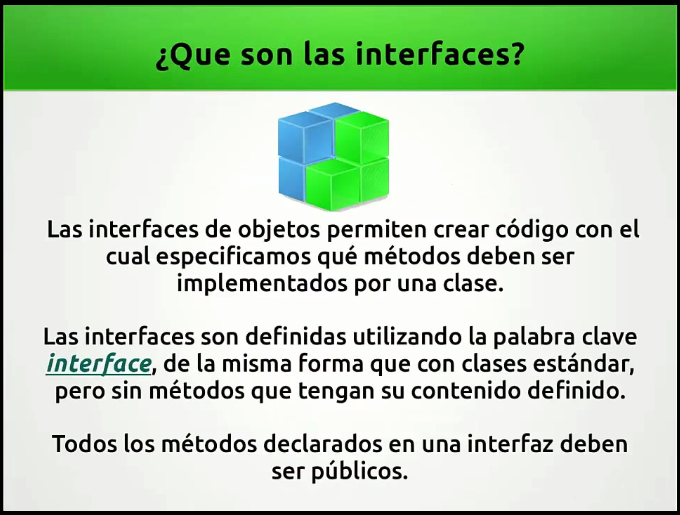 ¿Que son las interfaces?
Las interfaces de objetos permiten crear código con el
cual especificamos qué métodos deben ser
implementados por una clase.
Las interfaces son definidas utilizando la palabra clave
interface, de la misma forma que con clases estándar,
pero sin métodos que tengan su contenido definido.
Todos los métodos declarados en una interfaz deben
ser públicos.